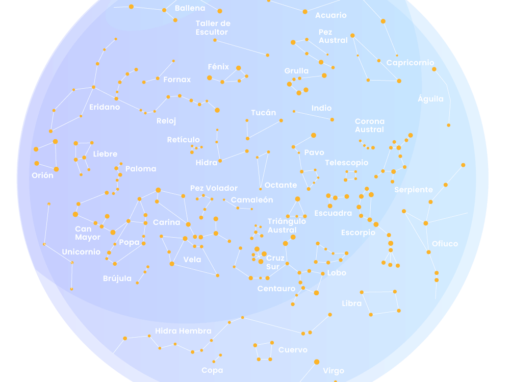 Ballena
Acuario
Taller de
Escultor
Pez
Austral
Capricornio
Fénix
Grulla
Fornax
Águila
Eridano
Tucán
Indio
Reloj
Corona
Austral
Retículo
Liebre
Pavo
Hidra
Telescopio
Paloma
Orión
Octante
Pez Volador
Serpiente
Camaleón
Escuadra
Carina
Triángulo
Austral
Can
Mayor
Escorpio
Popa
Ofiuco
Unicornio
Vela
Cruz
Sur
Lobo
Brújula
Centauro
Libra
Hidra Hembra
Cuerva
Copa
Virgo